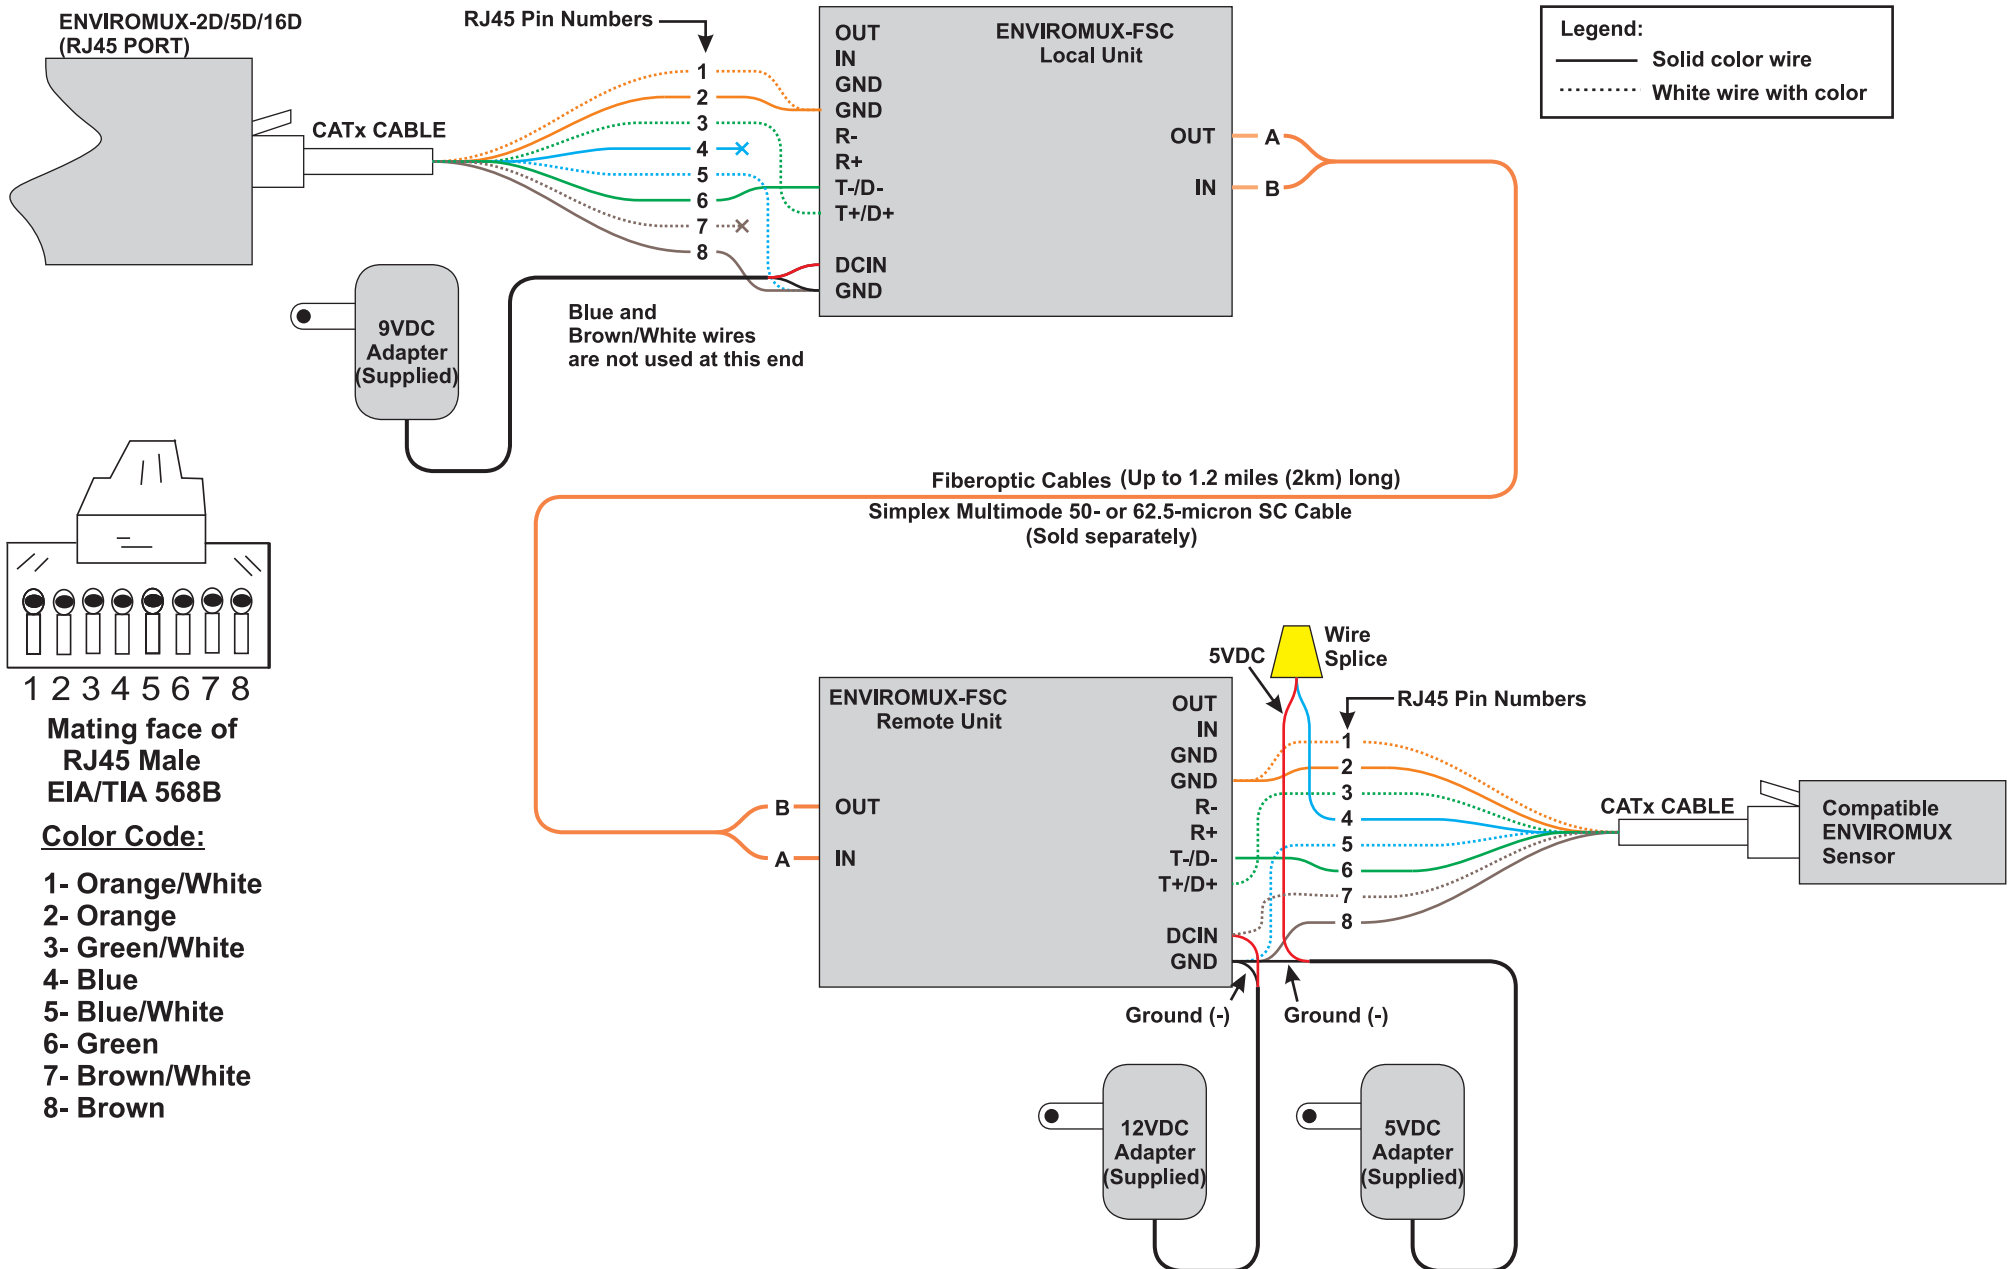 ENVIROMUX-2D/5D/16D
(RJ45 PORT)
CATx CABLE
RJ45 Pin Numbers
1
2
3
4
5
6
7
8
OUT
IN
GND
GND
R-
R+
T-/D-
T+/D+
DCIN
GND
ENVIROMUX-FSC
Local Unit
OUT
IN
A
B
Legend:
Solid color wire
White wire with color
9VDC
Adapter
(Supplied)
Blue and
Brown/White wires
are not used at this end
Fiberoptic Cables (Up to 1.2 miles (2km) long)
Simplex Multimode 50- or 62.5-micron SC Cable
(Sold separately)
1 2 3 4 5 6 7 8
Mating face of
RJ45 Male
EIA/TIA 568B
Color Code:
1- Orange/White
2- Orange
3- Green/White
4- Blue
5- Blue/White
6- Green
7- Brown/White
8- Brown
B
A
ENVIROMUX-FSC
Remote Unit
OUT
IN
OUT
IN
GND
GND
R-
R+
T-/D-
T+/D+
DCIN
GND
5VDC
Wire
Splice
RJ45 Pin Numbers
1
2
3
4
5
6
7
8
CATx CABLE
Compatible
ENVIROMUX
Sensor
Ground (-)
Ground (-)
12VDC
Adapter
(Supplied)
5VDC
Adapter
(Supplied)